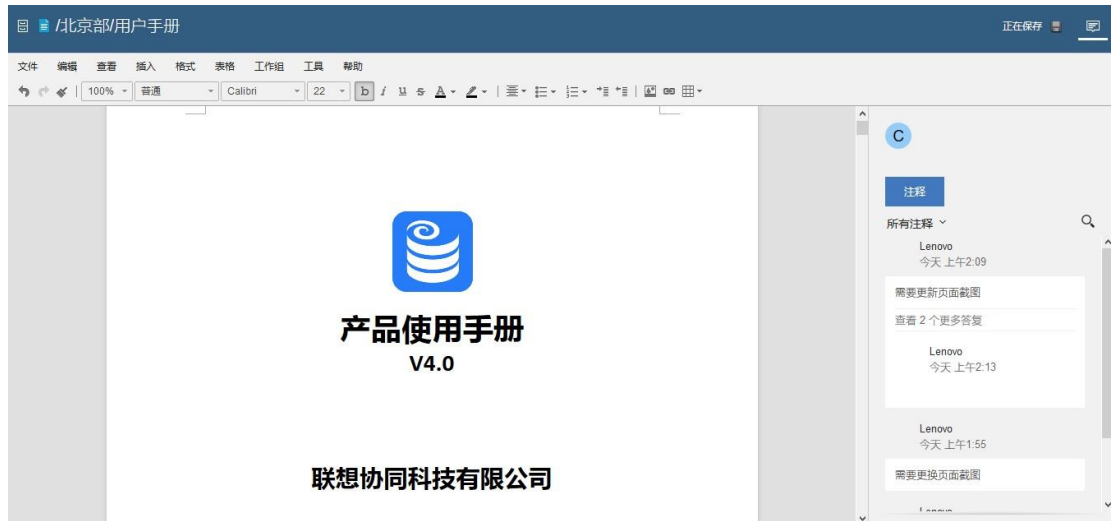 /北京部/用户手册
正在保存
文件 编辑 查看 插入 格式 表格 工作组 工具 帮助
100% 普通 Calibri 22 b i u s A
C
注释
所有注释
Lenovo
今天 上午2:09
需要更新页面截图
查看 2 个更多答复
Lenovo
今天 上午2:13
Lenovo
今天 上午1:55
需要更换页面截图
产品使用手册
V4.0
联想协同科技有限公司